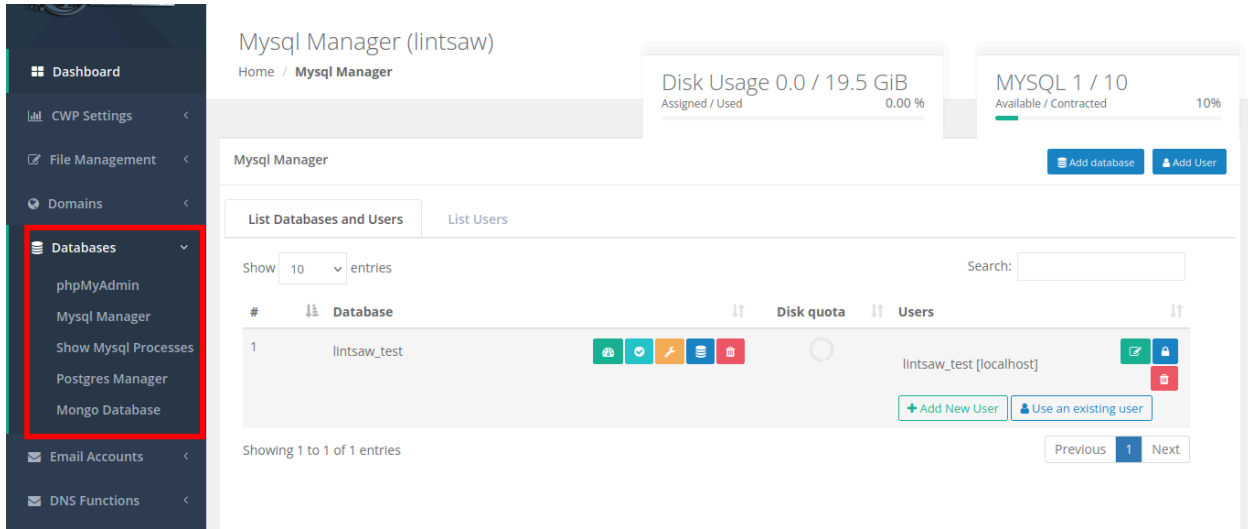 Mysql Manager (lintsaw)
Home / Mysql Manager
Disk Usage 0.0 / 19.5 GiB
Assigned / Used 0.00 %
MYSQL 1 / 10
Available / Contracted 10%
Dashboard
CWP Settings
File Management
Domains
Databases
phpMyAdmin
Mysql Manager
Show Mysql Processes
Postgres Manager
Mongo Database
Email Accounts
DNS Functions
Mysql Manager
Add database
Add User
List Databases and Users
List Users
Show 10 entries
Search:
# Database Disk quota Users
1 lintsaw_test lintsaw_test [localhost]
+ Add New User
Use an existing user
Showing 1 to 1 of 1 entries
Previous 1 Next